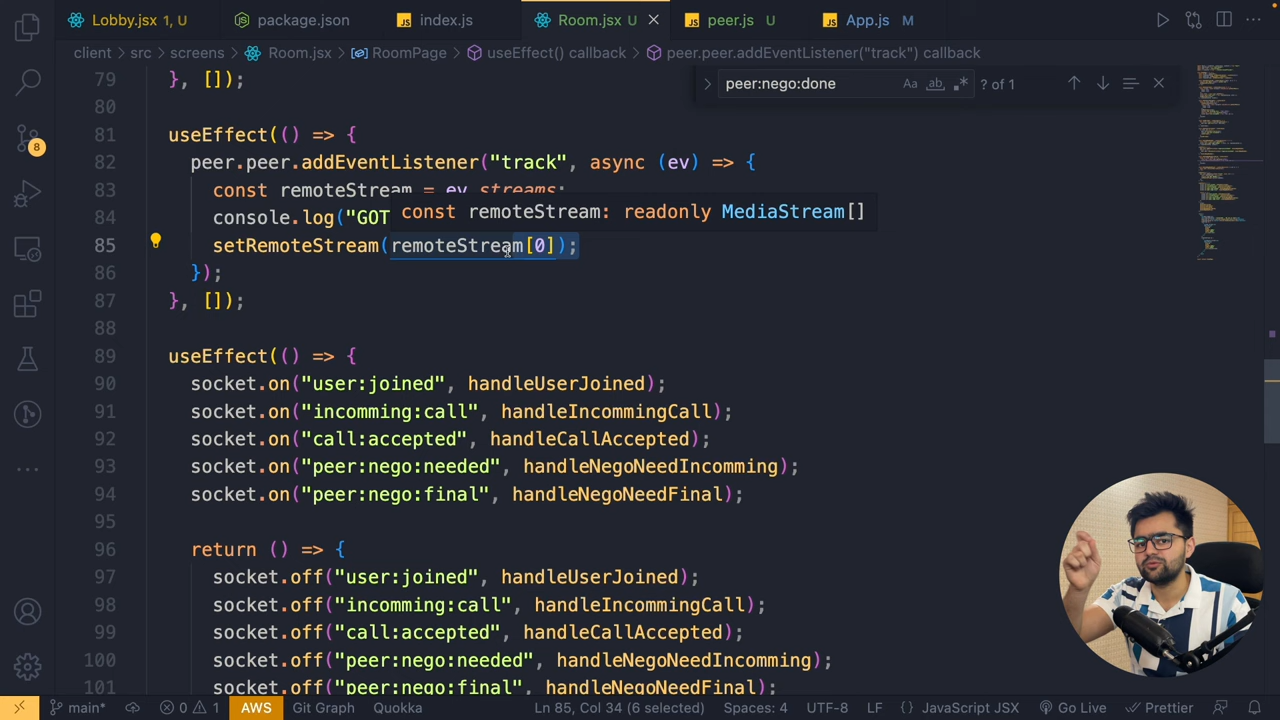 Lobby.jsx 1, U
package.json
index.js
Room.jsx U
peer.js U
App.js M
client > src > screens > Room.jsx > RoomPage > useEffect() callback > peer.peer.addEventListener("track") callback
peer:nego:done
Aa ab .* ? of 1
79 }, []);
80
81 useEffect(() => {
82 peer.peer.addEventListener("track", async (ev) => {
83 const remoteStream = ev.streams;
const remoteStream: readonly MediaStream[]
84 console.log("GOT
85 setRemoteStream(remoteStream[0]);
86 });
87 }, []);
88
89 useEffect(() => {
90 socket.on("user:joined", handleUserJoined);
91 socket.on("incomming:call", handleIncommingCall);
92 socket.on("call:accepted", handleCallAccepted);
93 socket.on("peer:nego:needed", handleNegoNeedIncomming);
94 socket.on("peer:nego:final", handleNegoNeedFinal);
95
96 return () => {
97 socket.off("user:joined", handleUserJoined);
98 socket.off("incomming:call", handleIncommingCall);
99 socket.off("call:accepted", handleCallAccepted);
100 socket.off("peer:nego:needed", handleNegoNeedIncomming);
101 socket.off("peer:nego:final", handleNegoNeedFinal);
8
main* 0 1 AWS Git Graph Quokka Ln 85, Col 34 (6 selected) Spaces: 4 UTF-8 LF {} JavaScript JSX Go Live Prettier